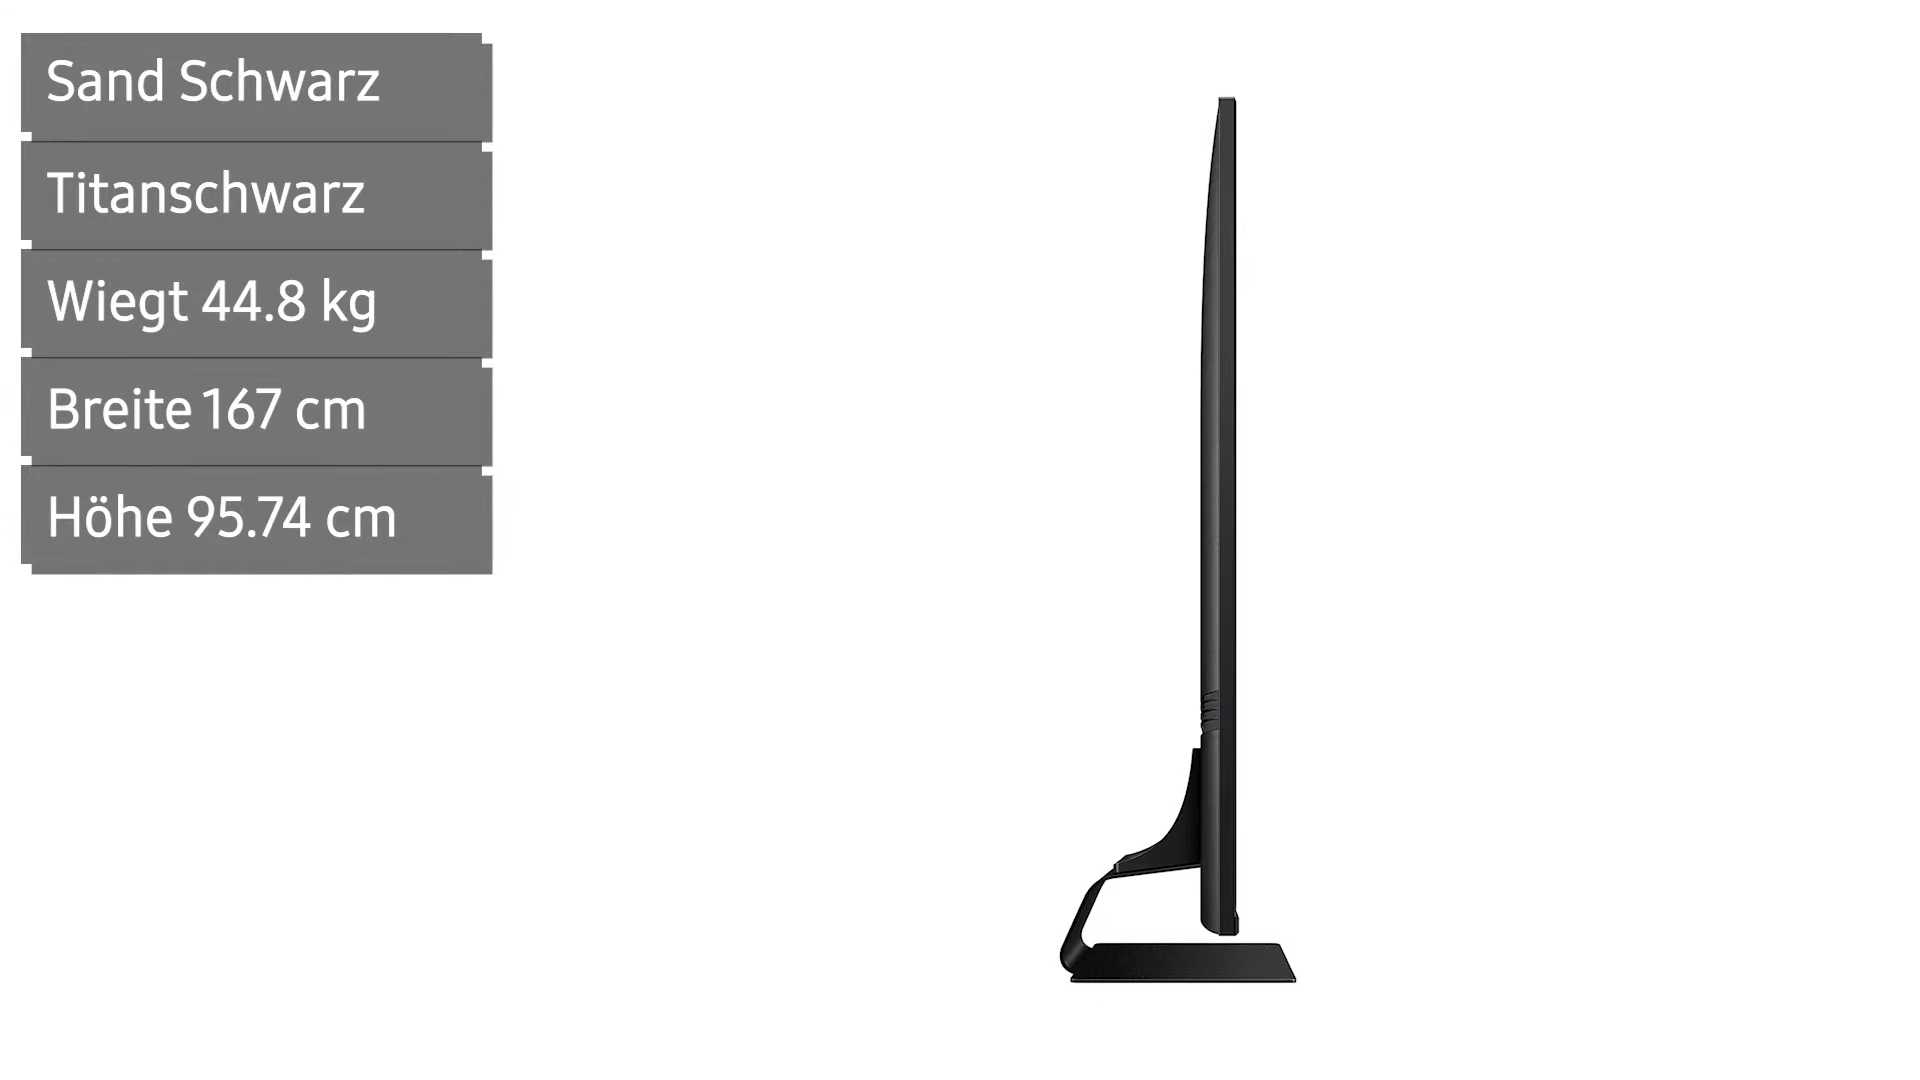 Sand Schwarz
Titanschwarz
Wiegt 44.8 kg
Breite 167 cm
Höhe 95.74 cm